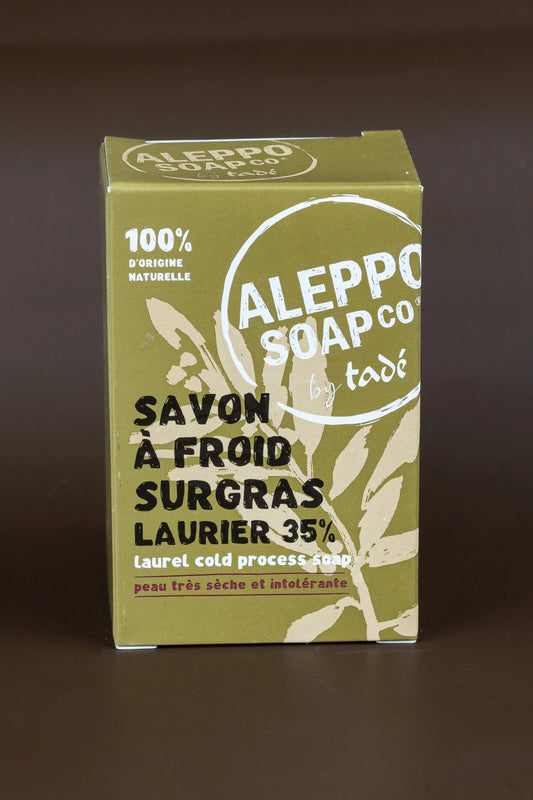 ALEPPO
SOAP CO®
by tadé
100%
D'ORIGINE
NATURELLE
ALEPPO
SOAP CO®
by tadé
SAVON
À FROID
SURGRAS
LAURIER 35%
laurel cold process soap
peau très sèche et intolérante